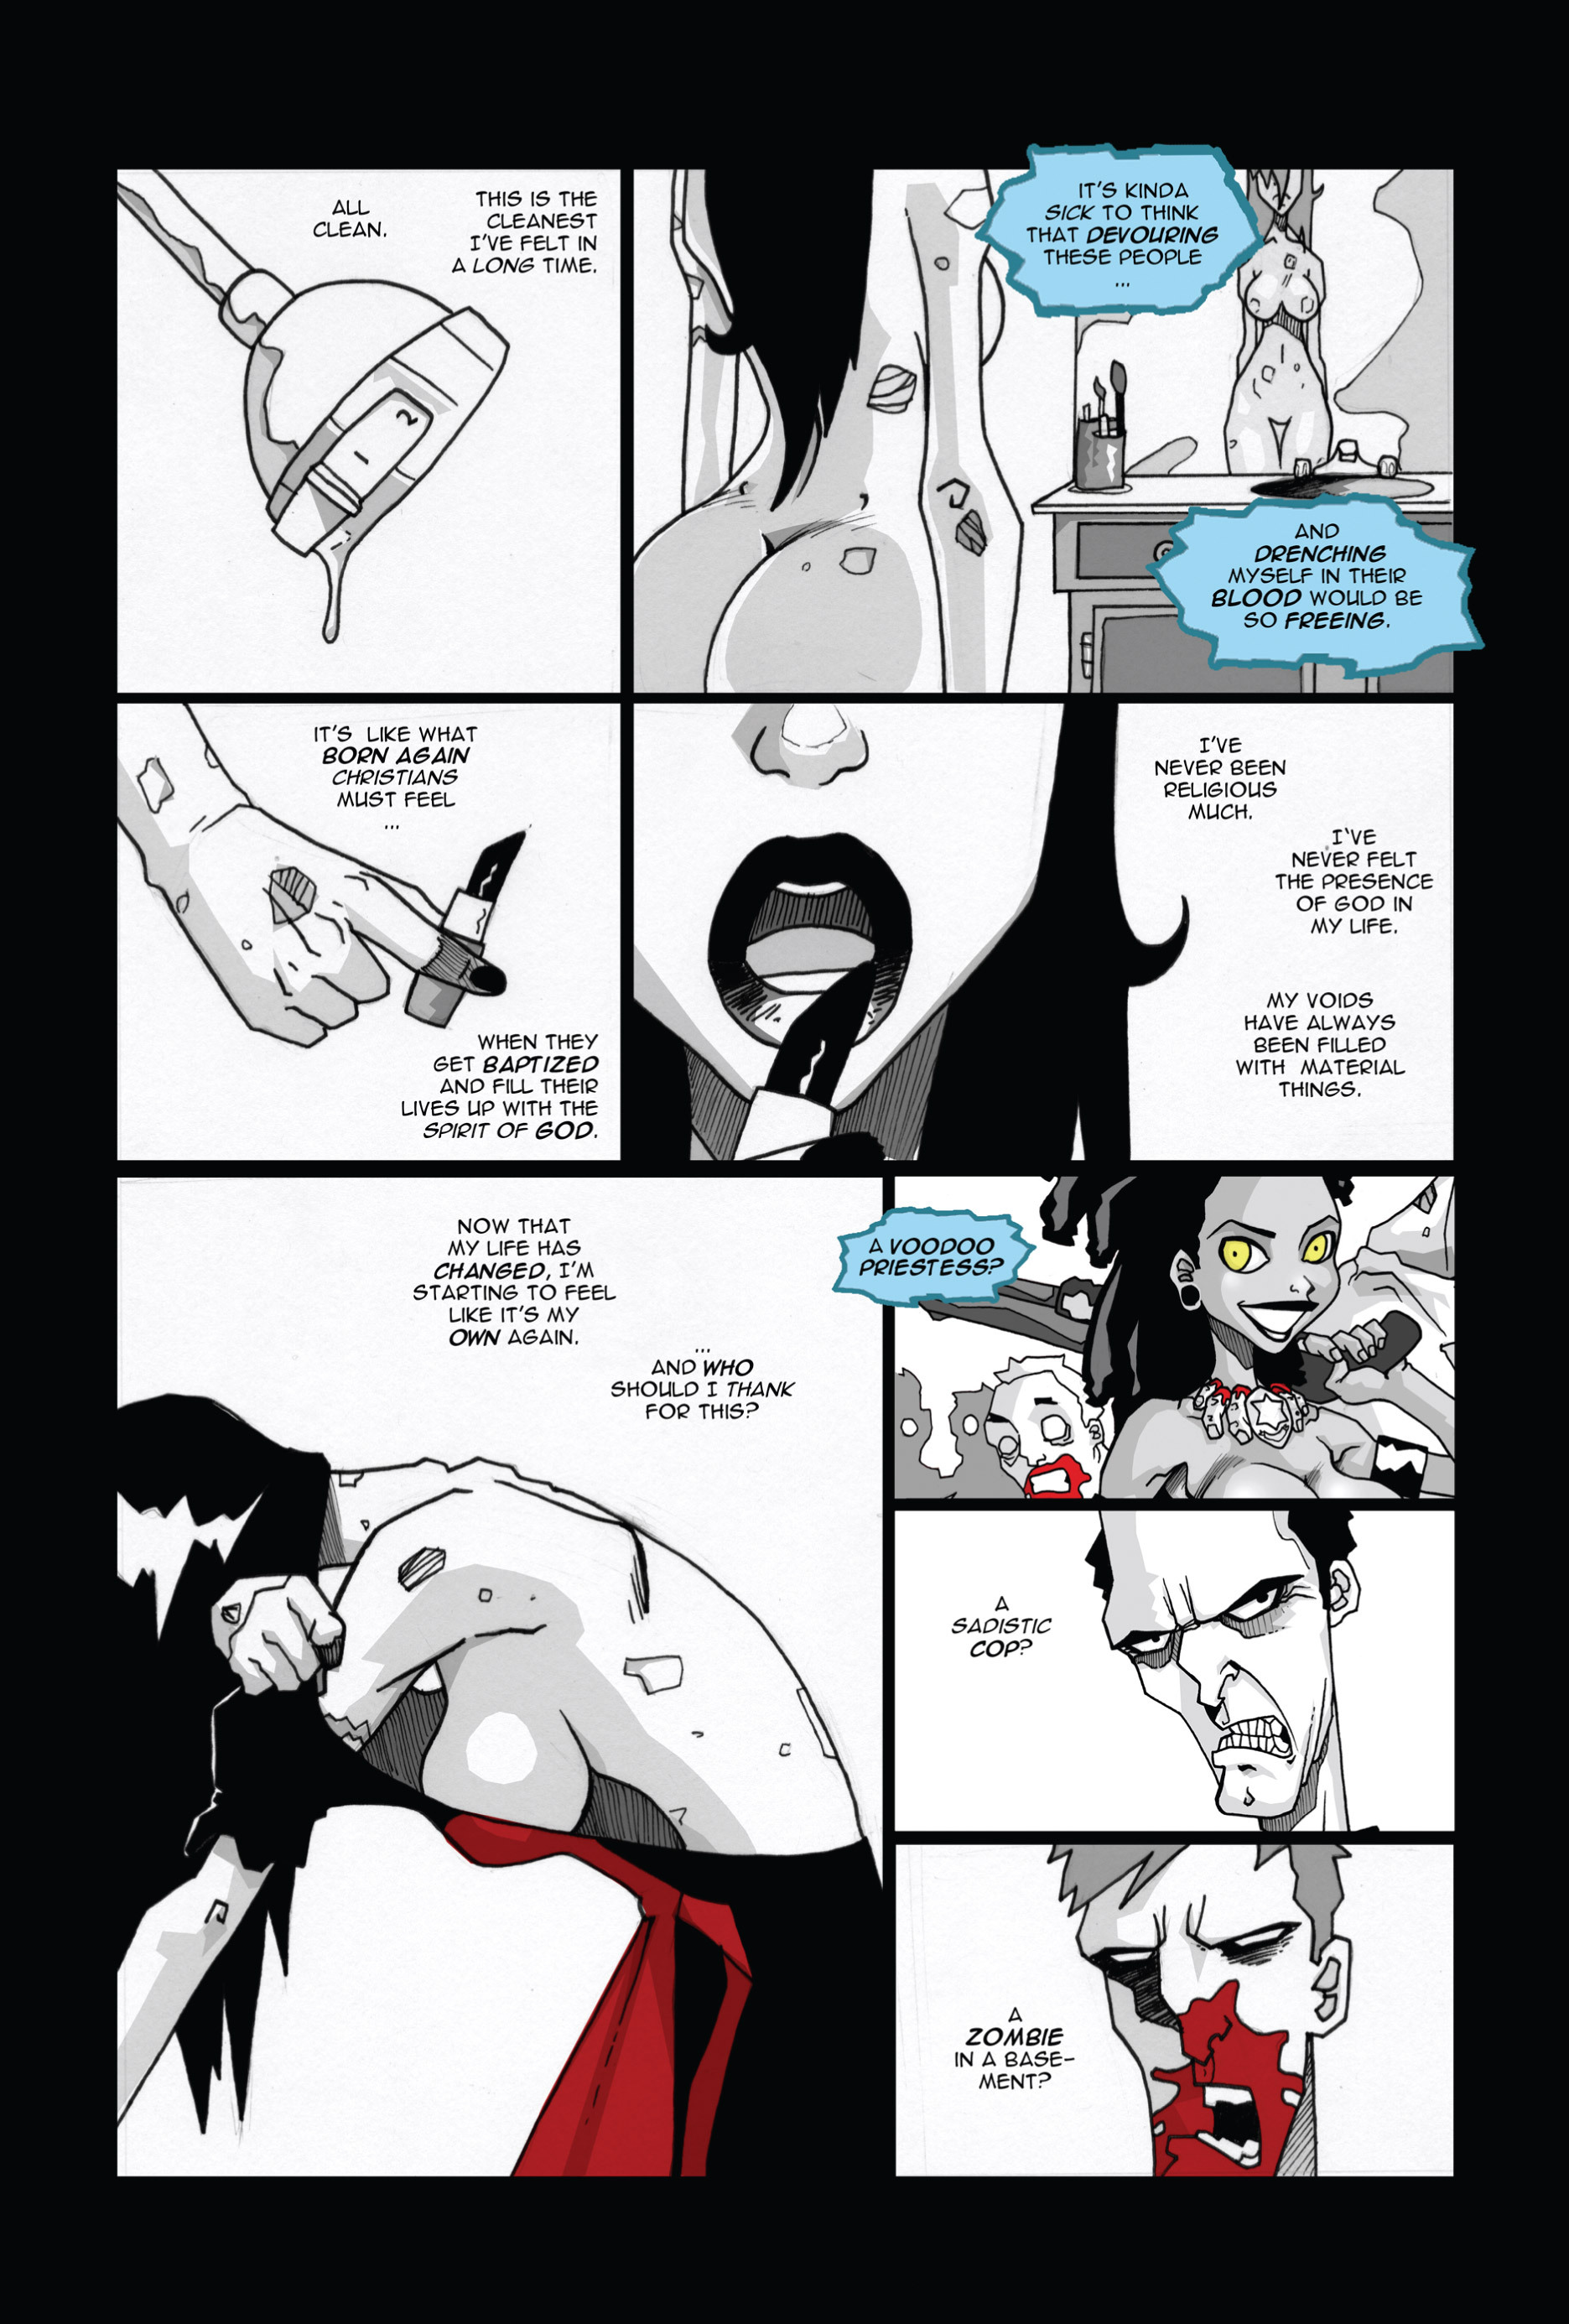 ALL
CLEAN.
THIS IS THE
CLEANEST
I'VE FELT IN
A LONG TIME.
2
1
IT'S KINDA
SICK TO THINK
THAT DEVOURING
THESE PEOPLE
...
AND
DRENCHING
MYSELF IN THEIR
BLOOD WOULD BE
SO FREEING.
IT'S LIKE WHAT
BORN AGAIN
CHRISTIANS
MUST FEEL
...
WHEN THEY
GET BAPTIZED
AND FILL THEIR
LIVES UP WITH THE
SPIRIT OF GOD.
I'VE
NEVER BEEN
RELIGIOUS
MUCH.
I'VE
NEVER FELT
THE PRESENCE
OF GOD IN
MY LIFE.
MY VOIDS
HAVE ALWAYS
BEEN FILLED
WITH MATERIAL
THINGS.
NOW THAT
MY LIFE HAS
CHANGED, I'M
STARTING TO FEEL
LIKE IT'S MY
OWN AGAIN.
...
AND WHO
SHOULD I THANK
FOR THIS?
A VOODOO
PRIESTESS?
A
SADISTIC
COP?
A
ZOMBIE
IN A BASE-
MENT?